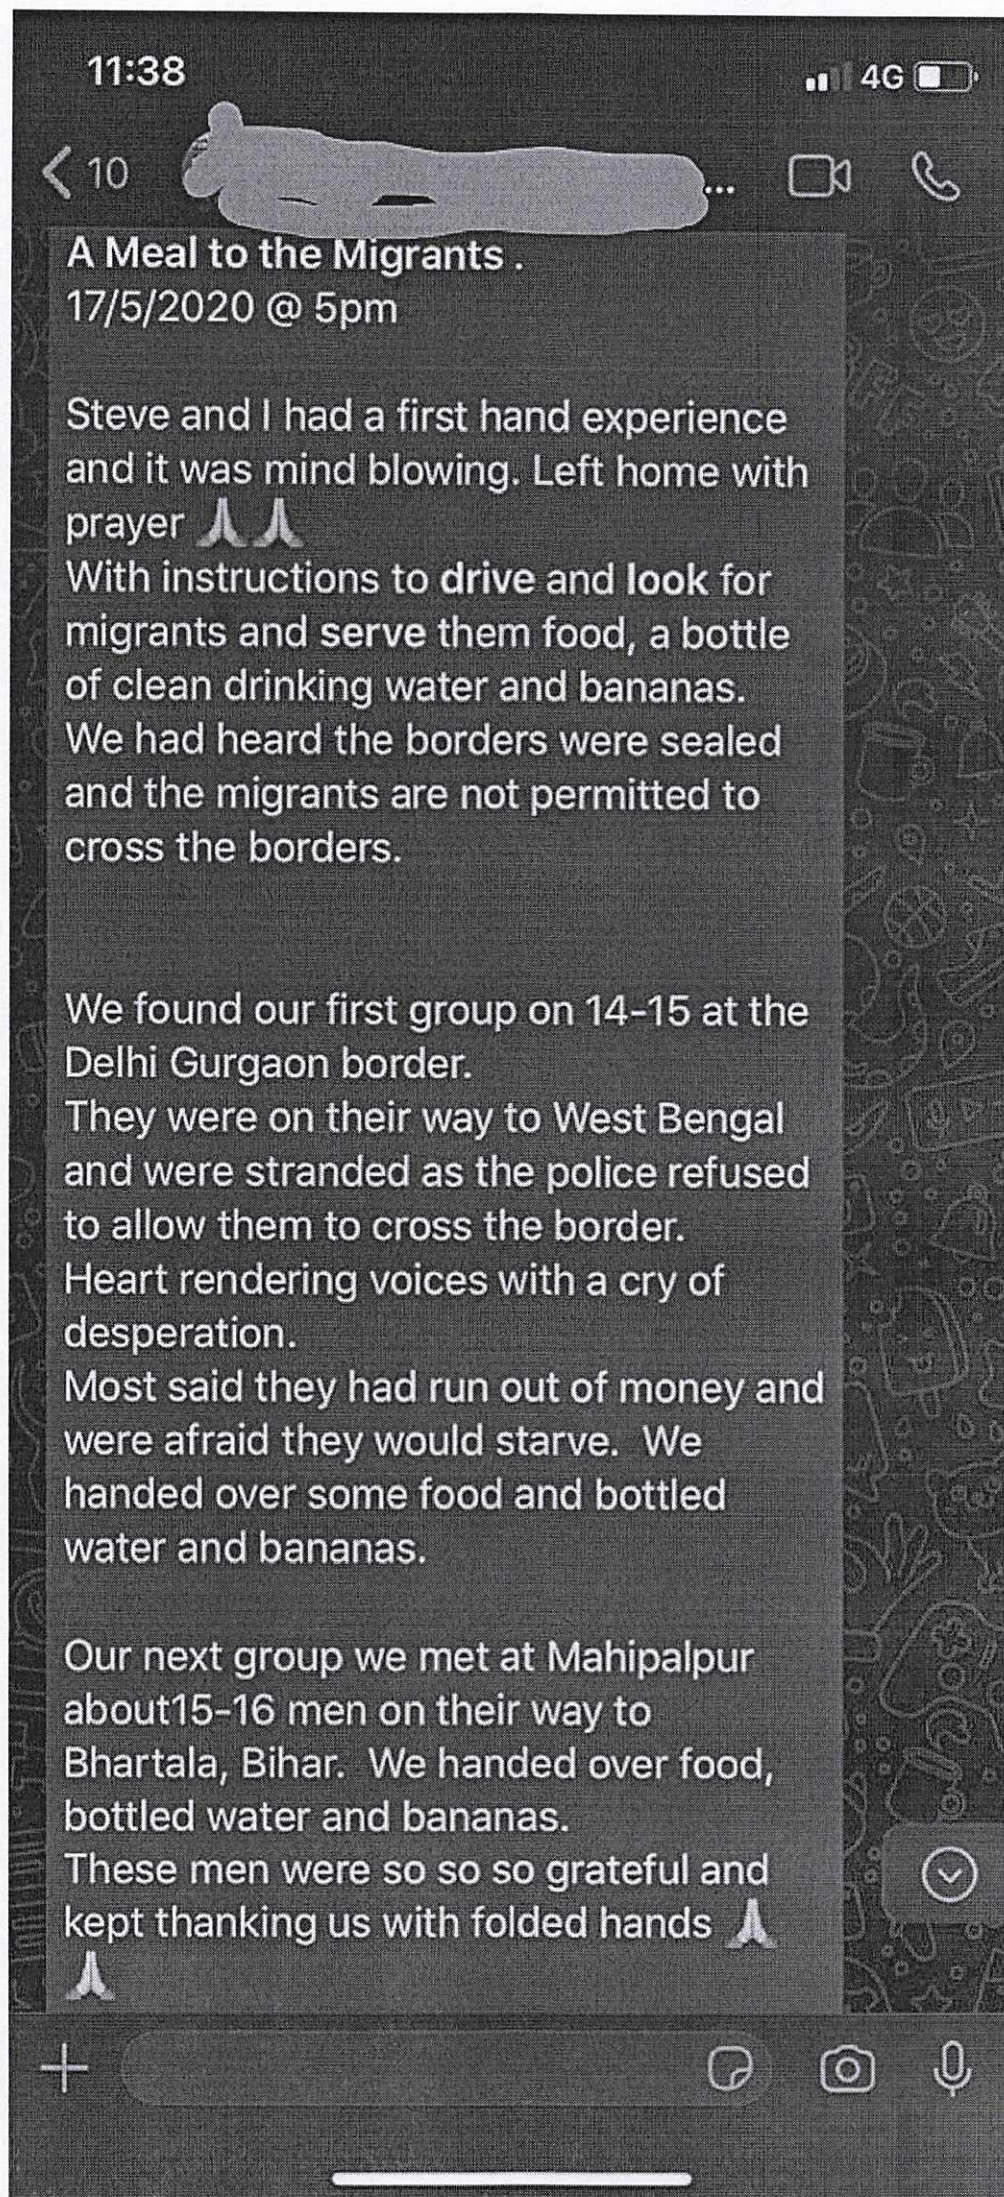 11:38
4G
10
...
A Meal to the Migrants .
17/5/2020 @ 5pm
Steve and I had a first hand experience
and it was mind blowing. Left home with
prayer 🙏🙏
With instructions to drive and look for
migrants and serve them food, a bottle
of clean drinking water and bananas.
We had heard the borders were sealed
and the migrants are not permitted to
cross the borders.
We found our first group on 14-15 at the
Delhi Gurgaon border.
They were on their way to West Bengal
and were stranded as the police refused
to allow them to cross the border.
Heart rendering voices with a cry of
desperation.
Most said they had run out of money and
were afraid they would starve.  We
handed over some food and bottled
water and bananas.
Our next group we met at Mahipalpur
about15-16 men on their way to
Bhartala, Bihar.  We handed over food,
bottled water and bananas.
These men were so so so grateful and
kept thanking us with folded hands 🙏
🙏